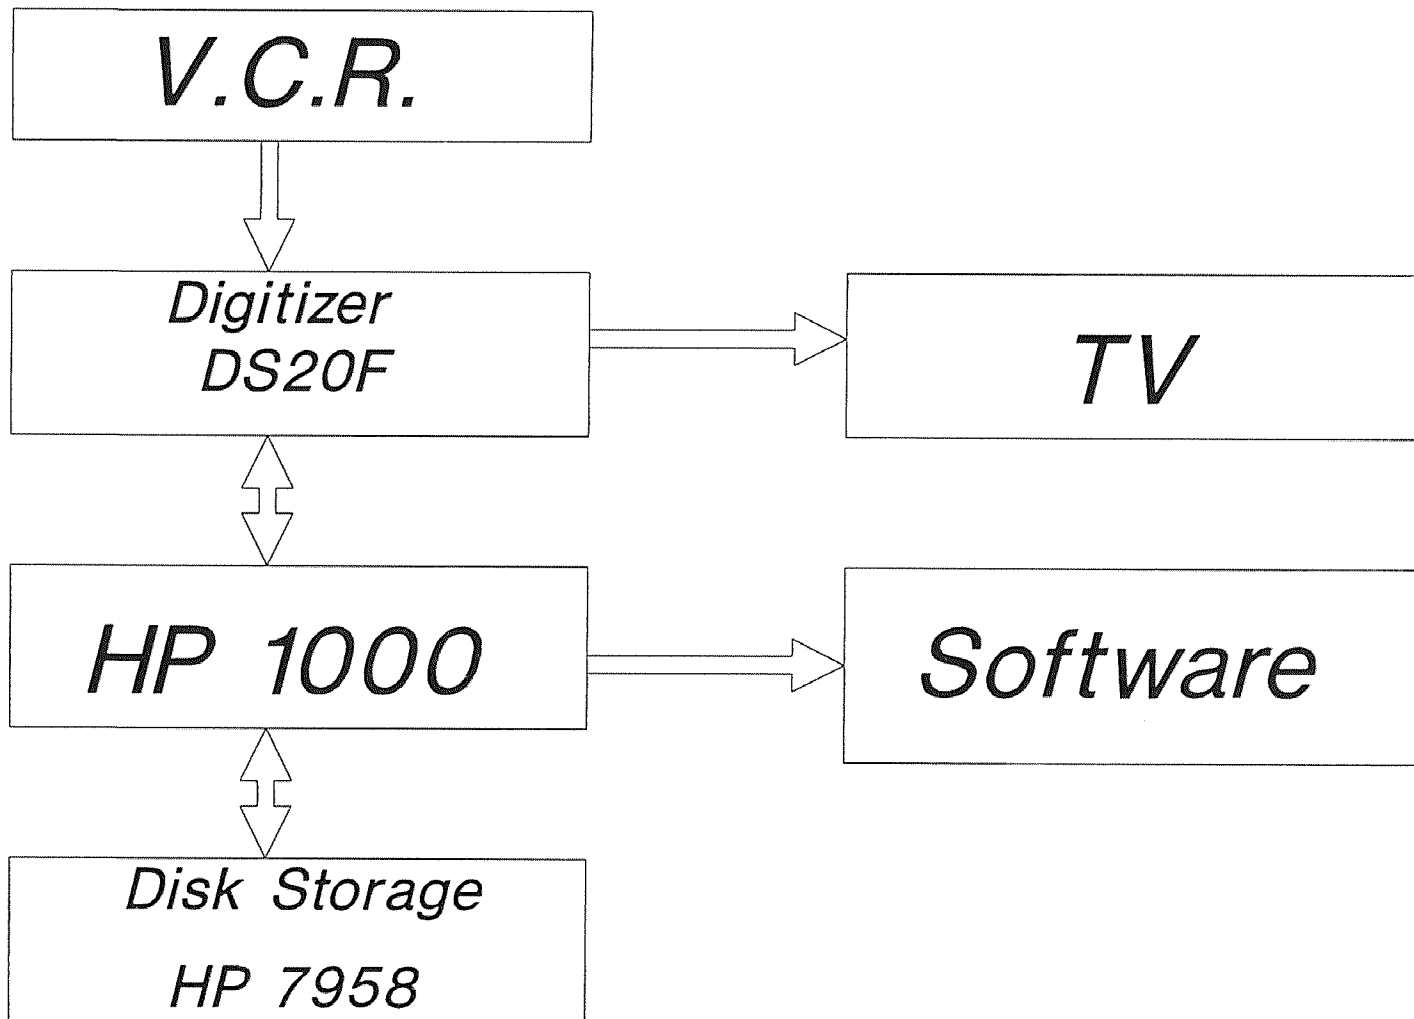 V.C.R.
Digitizer
DS20F
TV
HP 1000
Software
Disk Storage
HP 7958